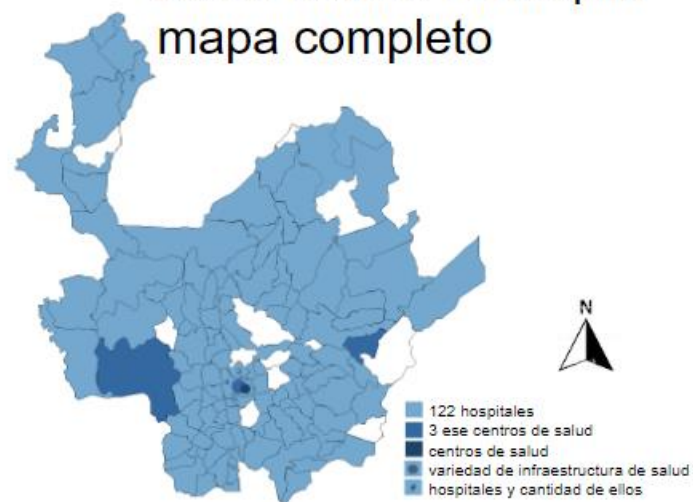 mapa completo
N
122 hospitales
3 ese centros de salud
centros de salud
variedad de infraestructura de salud
hospitales y cantidad de ellos